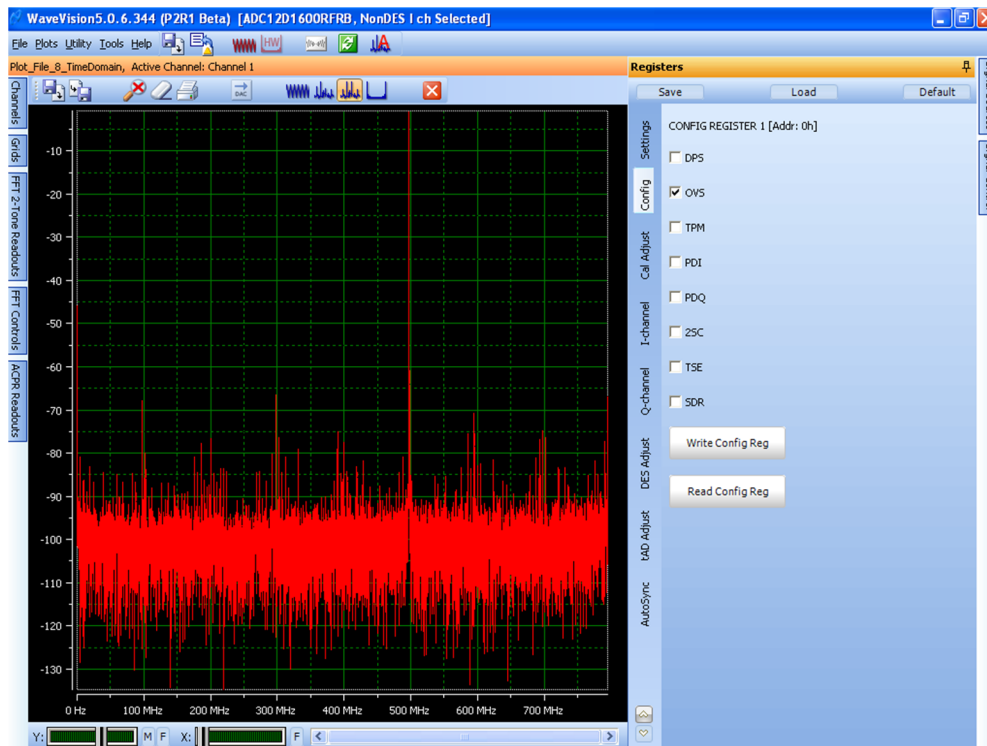 WaveVision5.0.6.344 (P2R1 Beta) [ADC12D1600RFRB, NonDES I ch Selected]
File Plots Utility Tools Help
HW
Plot_File_8_TimeDomain, Active Channel: Channel 1
Registers
Save Load Default
DAC
CONFIG REGISTER 1 [Addr: 0h]
DPS
OVS
TPM
PDI
PDQ
2SC
TSE
SDR
Write Config Reg
Read Config Reg
Settings
Config
Cal Adjust
I-channel
Q-channel
DES Adjust
tAD Adjust
AutoSync
Channels
Grids
FFT 2-Tone Readouts
FFT Controls
ACPR Readouts
-10
-20
-30
-40
-50
-60
-70
-80
-90
-100
-110
-120
-130
0 Hz 100 MHz 200 MHz 300 MHz 400 MHz 500 MHz 600 MHz 700 MHz
Y: M F X: F